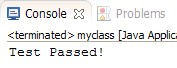 Console Problems
<terminated> myclass [Java Applica
Test Passed!